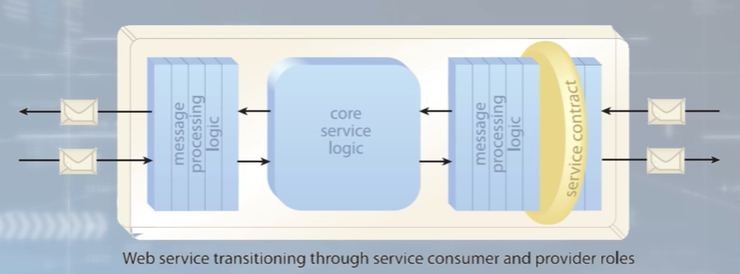 message
processing
logic
core
service
logic
message
processing
logic
service contract
Web service transitioning through service consumer and provider roles